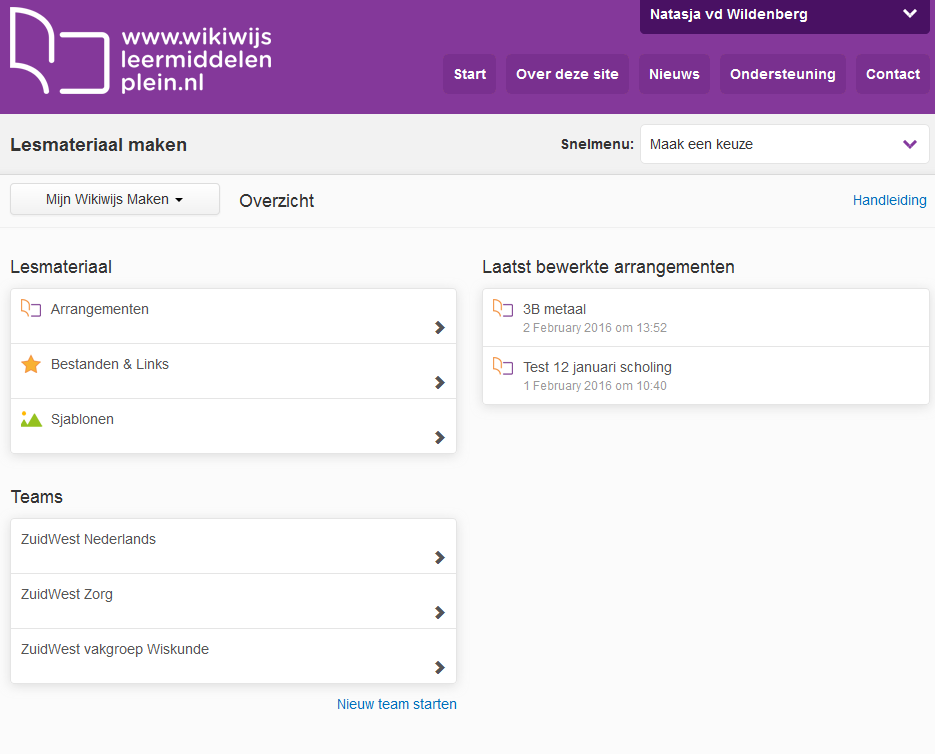 Natasja vd Wildenberg
www.wikiwijs
leermiddelen
plein.nl
Start
Over deze site
Nieuws
Ondersteuning
Contact
Lesmateriaal maken
Snelmenu:
Maak een keuze
Mijn Wikiwijs Maken
Overzicht
Handleiding
Lesmateriaal
Arrangementen
Bestanden & Links
Sjablonen
Laatst bewerkte arrangementen
3B metaal
2 February 2016 om 13:52
Test 12 januari scholing
1 February 2016 om 10:40
Teams
ZuidWest Nederlands
ZuidWest Zorg
ZuidWest vakgroep Wiskunde
Nieuw team starten